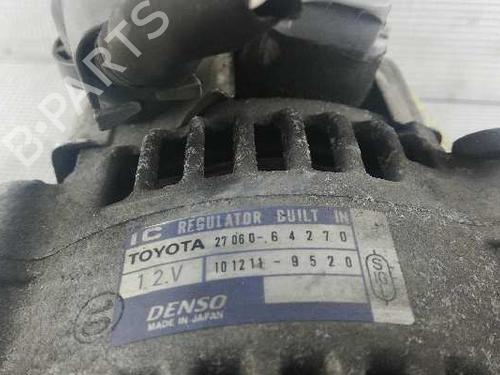 B-PARTS
IC REGULATOR BUILT IN
TOYOTA 27060-64270
12V 101211-9520
DENSO
MADE IN JAPAN